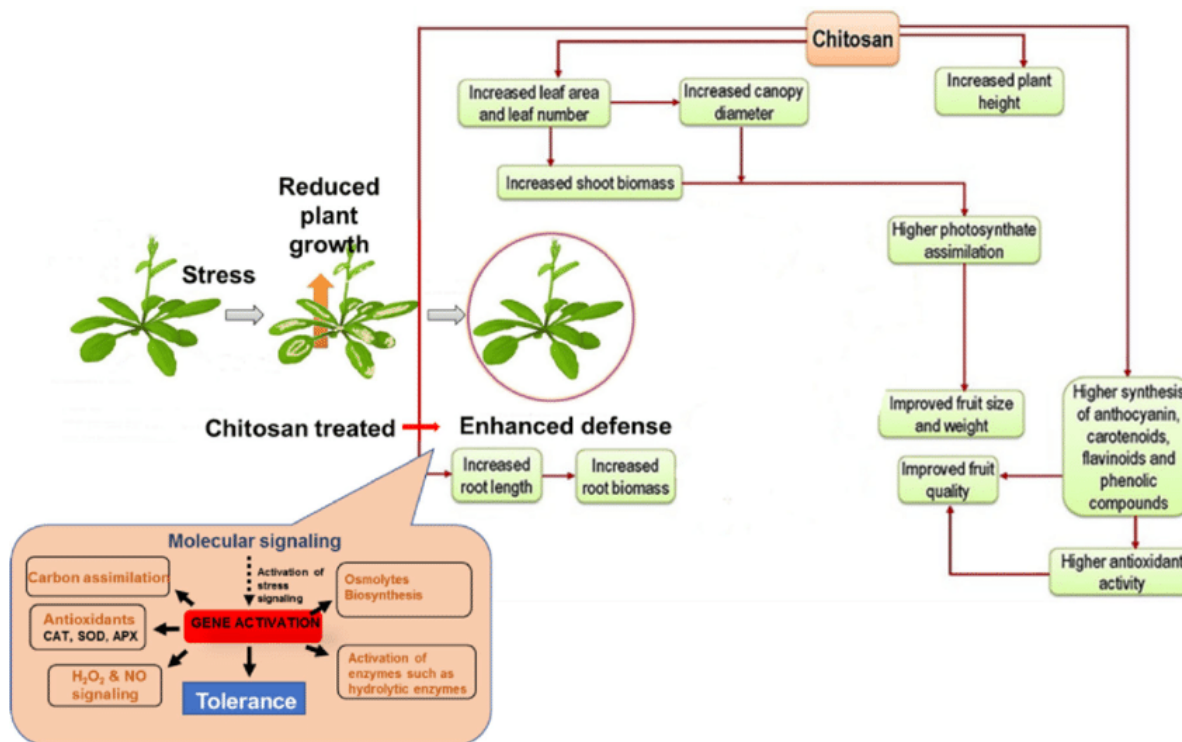 Chitosan
Increased leaf area
and leaf number
Increased canopy
diameter
Increased plant
height
Increased shoot biomass
Reduced
plant
growth
Stress
Higher photosynthate
assimilation
Improved fruit size
and weight
Higher synthesis
of anthocyanin,
carotenoids,
flavinoids and
phenolic
compounds
Chitosan treated
Enhanced defense
Increased
root length
Increased
root biomass
Improved fruit
quality
Higher antioxidant
activity
Molecular signaling
Activation of
stress
signaling
Carbon assimilation
Osmolytes
Biosynthesis
Antioxidants
CAT, SOD, APX
GENE ACTIVATION
H₂O₂ & NO
signaling
Tolerance
Activation of
enzymes such as
hydrolytic enzymes